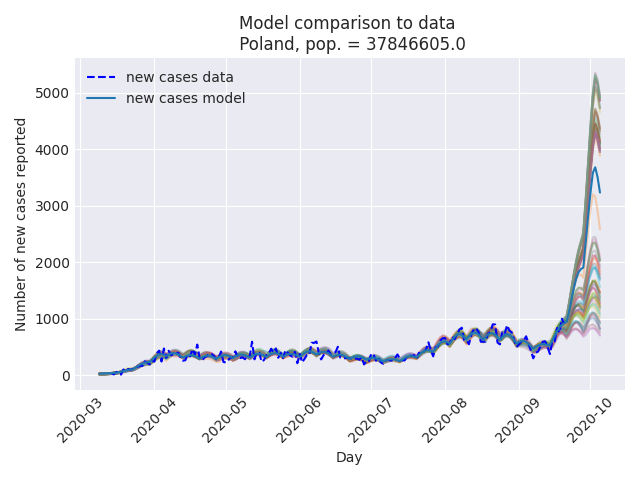 Model comparison to data
Poland, pop. = 37846605.0
new cases data
new cases model
Number of new cases reported
5000
4000
3000
2000
1000
0
2020-03
2020-04
2020-05
2020-06
2020-07
2020-08
2020-09
2020-10
Day